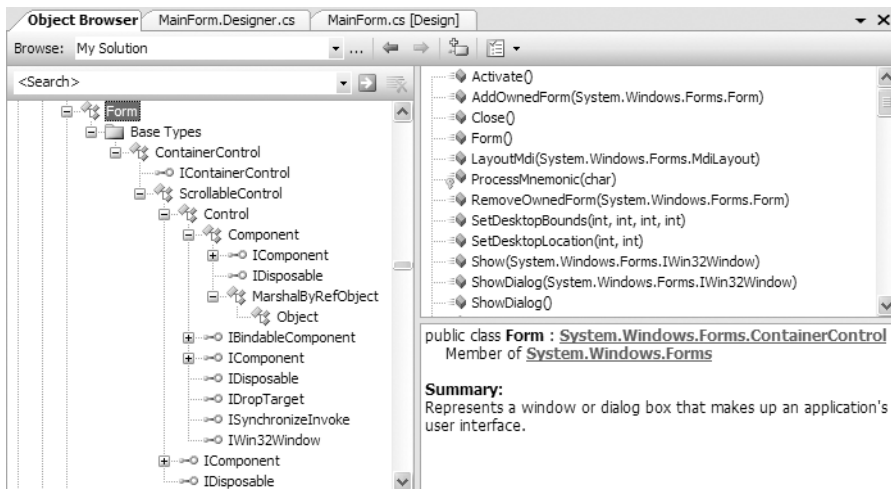 Object Browser MainForm.Designer.cs MainForm.cs [Design]
Browse: My Solution ...
<Search>
Form
Base Types
ContainerControl
IContainerControl
ScrollableControl
Control
Component
IComponent
IDisposable
MarshalByRefObject
Object
IBindableComponent
IComponent
IDisposable
IDropTarget
ISynchronizeInvoke
IWin32Window
IComponent
IDisposable
Activate()
AddOwnedForm(System.Windows.Forms.Form)
Close()
Form()
LayoutMdi(System.Windows.Forms.MdiLayout)
ProcessMnemonic(char)
RemoveOwnedForm(System.Windows.Forms.Form)
SetDesktopBounds(int, int, int, int)
SetDesktopLocation(int, int)
Show(System.Windows.Forms.IWin32Window)
ShowDialog(System.Windows.Forms.IWin32Window)
ShowDialog()
public class Form : System.Windows.Forms.ContainerControl
Member of System.Windows.Forms
Summary:
Represents a window or dialog box that makes up an application's
user interface.